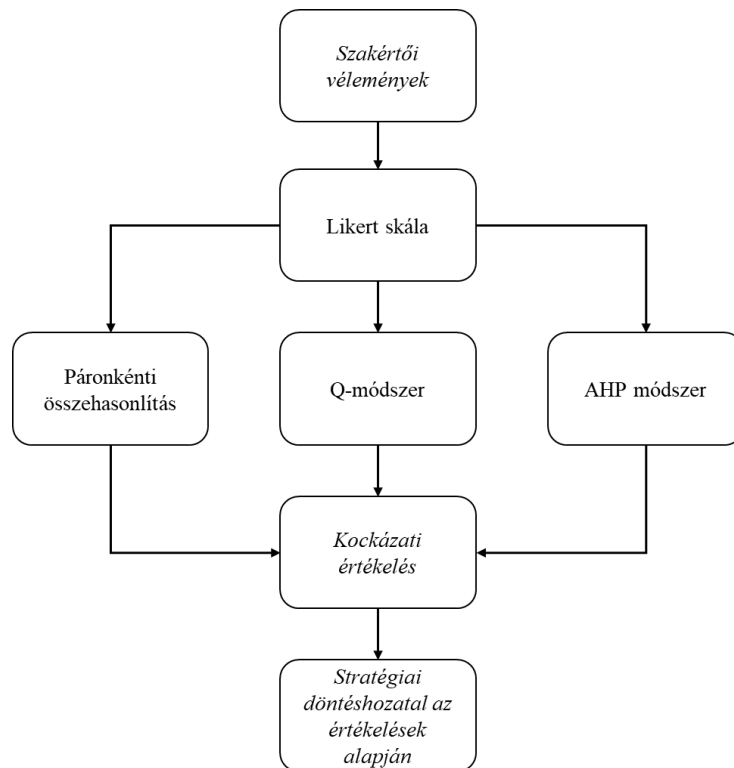 Szakértői
vélemények
Likert skála
Páronkénti
összehasonlítás
Q-módszer
AHP módszer
Kockázati
értékelés
Stratégiai
döntéshozatal az
értékelések
alapján